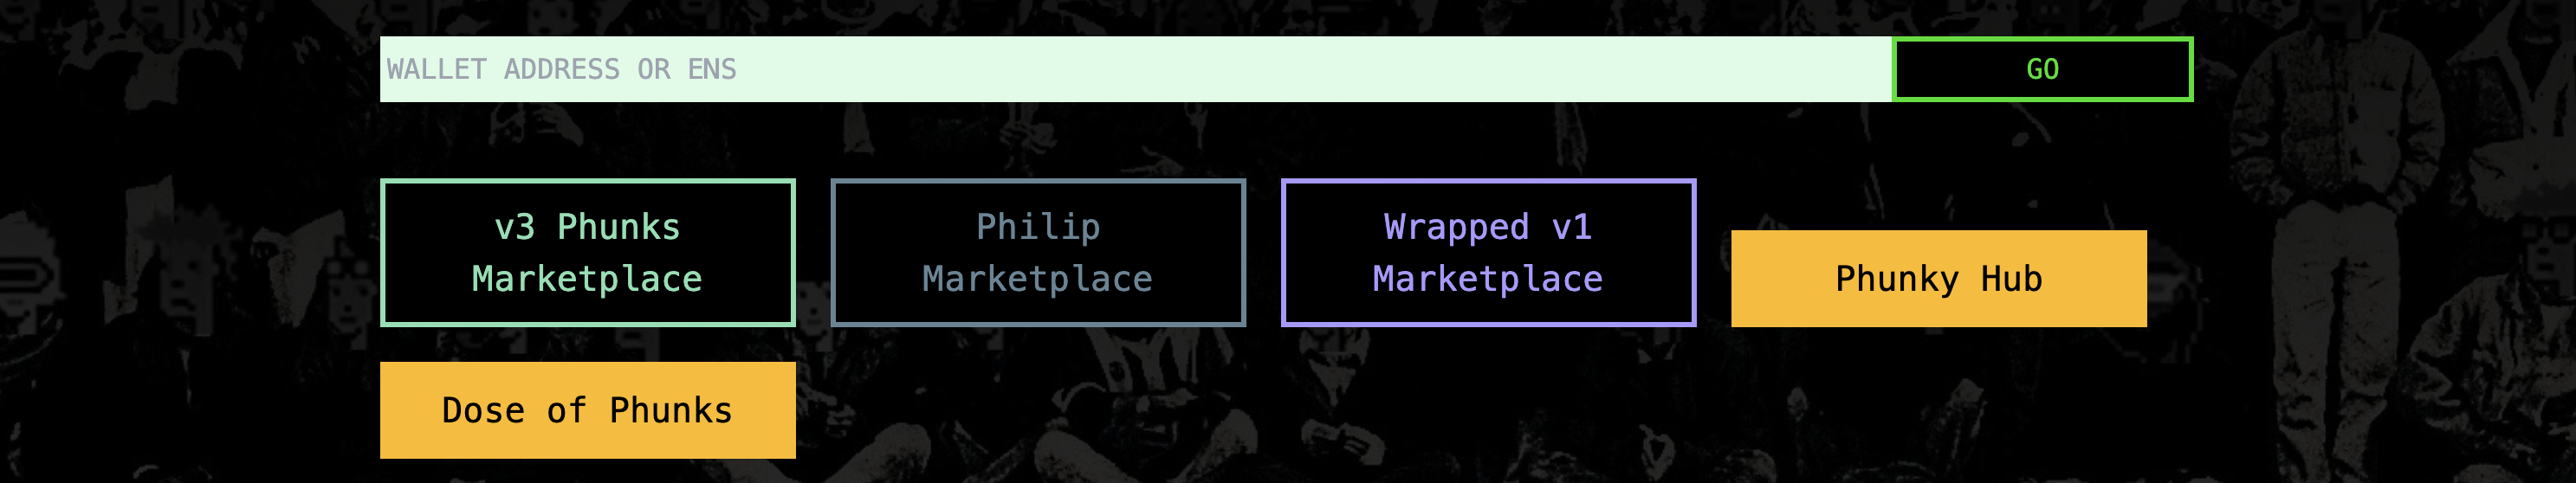 WALLET ADDRESS OR ENS
GO
v3 Phunks
Marketplace
Philip
Marketplace
Wrapped v1
Marketplace
Phunky Hub
Dose of Phunks